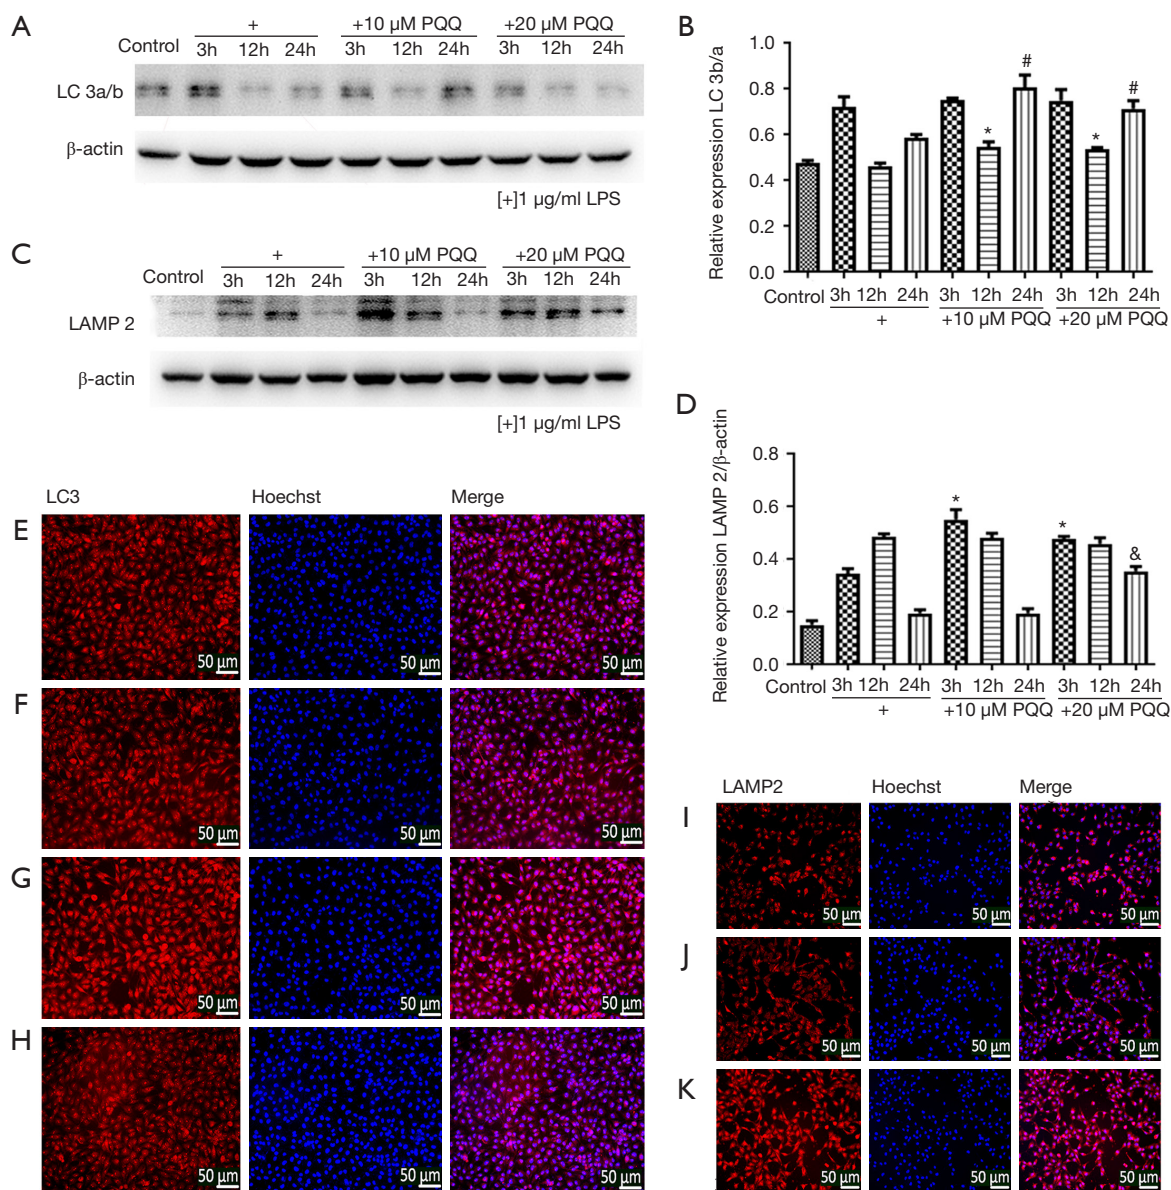 A
+ +10 µM PQQ +20 µM PQQ
Control 3h 12h 24h 3h 12h 24h 3h 12h 24h
LC 3a/b
β-actin
[+]1 µg/ml LPS
B
Relative expression LC 3b/a
1.0
0.8
0.6
0.4
0.2
0.0
* # * #
Control 3h 12h 24h 3h 12h 24h 3h 12h 24h
+ +10 µM PQQ +20 µM PQQ
C
+ +10 µM PQQ +20 µM PQQ
Control 3h 12h 24h 3h 12h 24h 3h 12h 24h
LAMP 2
β-actin
[+]1 µg/ml LPS
D
Relative expression LAMP 2/β-actin
0.8
0.6
0.4
0.2
0.0
* * &
Control 3h 12h 24h 3h 12h 24h 3h 12h 24h
+ +10 µM PQQ +20 µM PQQ
LC3 Hoechst Merge
E
50 µm 50 µm 50 µm
F
50 µm 50 µm 50 µm
G
50 µm 50 µm 50 µm
H
50 µm 50 µm 50 µm
LAMP2 Hoechst Merge
I
50 µm 50 µm 50 µm
J
50 µm 50 µm 50 µm
K
50 µm 50 µm 50 µm